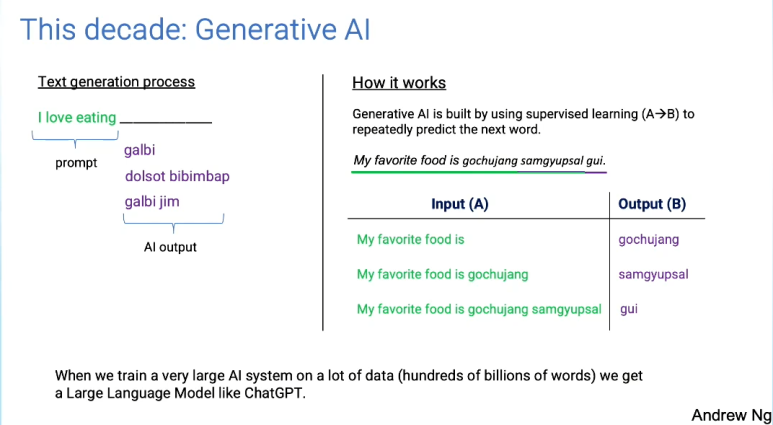 This decade: Generative AI
Text generation process
I love eating ____________
prompt
galbi
dolsot bibimbap
galbi jim
AI output
How it works
Generative AI is built by using supervised learning (A→B) to
repeatedly predict the next word.
My favorite food is gochujang samgyupsal gui.
Input (A) Output (B)
My favorite food is gochujang
My favorite food is gochujang samgyupsal
My favorite food is gochujang samgyupsal gui
When we train a very large AI system on a lot of data (hundreds of billions of words) we get
a Large Language Model like ChatGPT.
Andrew Ng